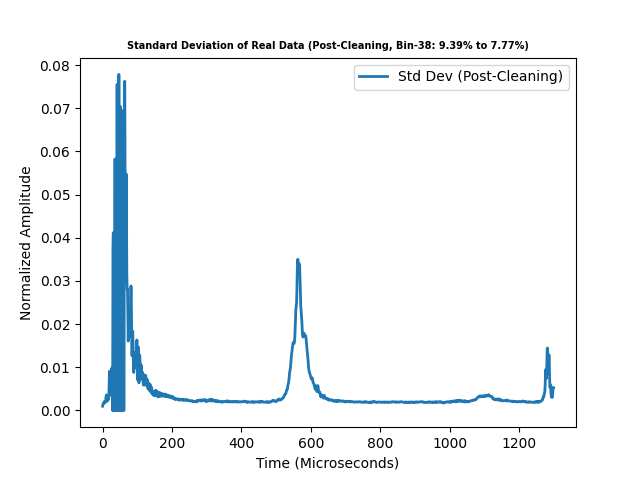 Standard Deviation of Real Data (Post-Cleaning, Bin-38: 9.39% to 7.77%)
Std Dev (Post-Cleaning)
Normalized Amplitude
0.08
0.07
0.06
0.05
0.04
0.03
0.02
0.01
0.00
0 200 400 600 800 1000 1200
Time (Microseconds)